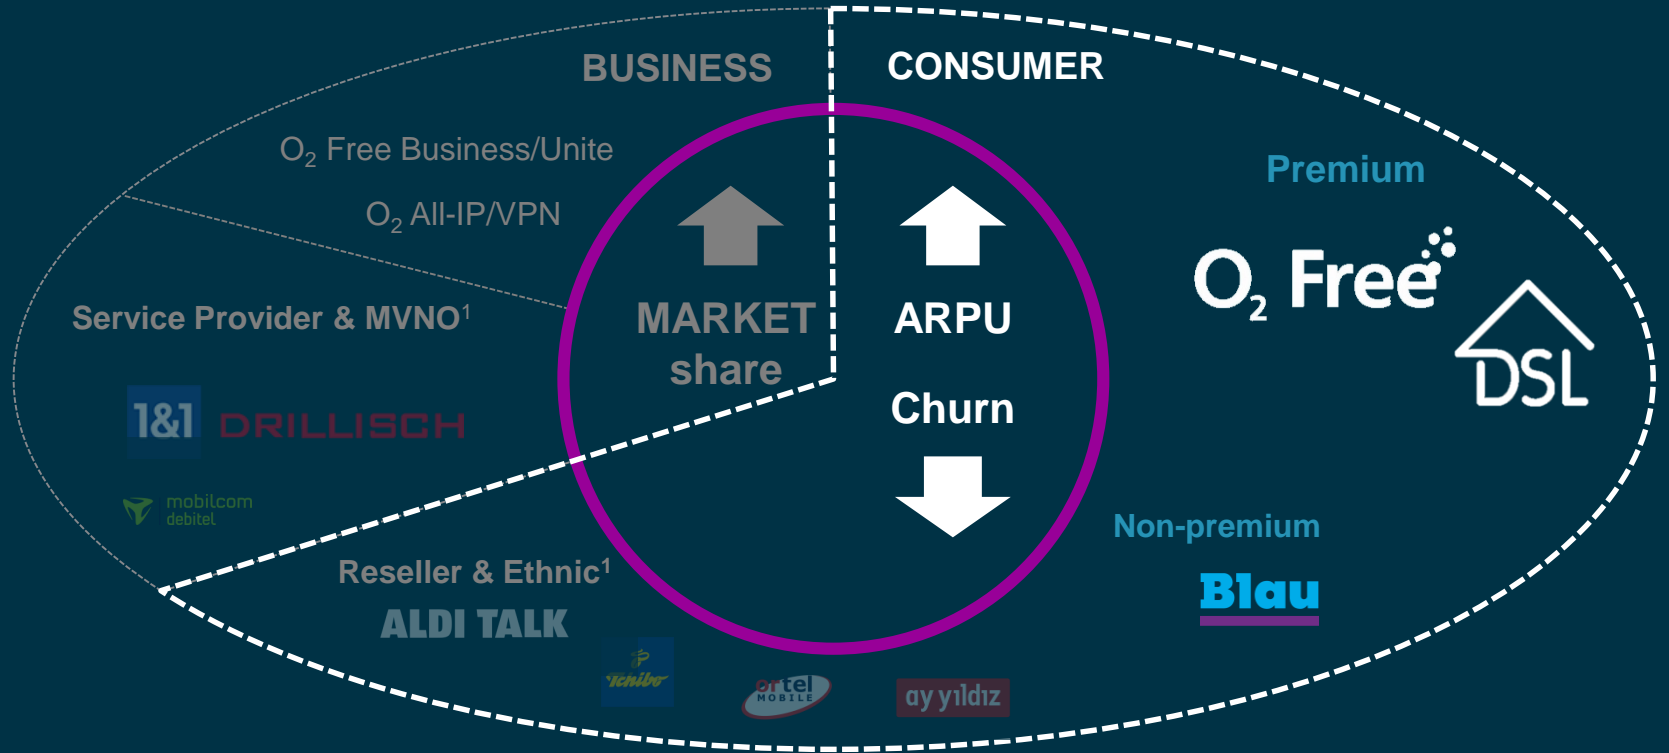 BUSINESS
CONSUMER
O₂ Free Business/Unite
O₂ All-IP/VPN
Premium
O₂ Free
DSL
Service Provider & MVNO¹
MARKET
share
ARPU
Churn
1&1 DRILLISCH
mobilcom
debitel
Non-premium
Blau
Reseller & Ethnic¹
ALDI TALK
Tchibo
ortel
MOBILE
ay yıldız